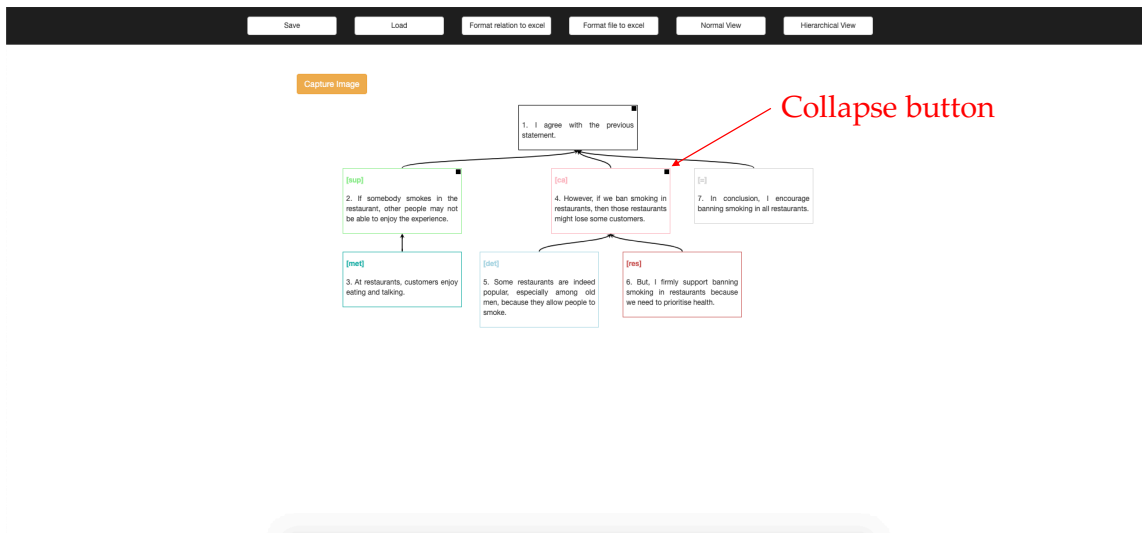 Save Load Format relation to excel Format file to excel Normal View Hierarchical View
Capture Image
Collapse button
1. I agree with the previous
statement.
[sup]
2. If somebody smokes in the
restaurant, other people may not
be able to enjoy the experience.
[ca]
4. However, if we ban smoking in
restaurants, then those restaurants
might lose some customers.
[=]
7. In conclusion, I encourage
banning smoking in all restaurants.
[met]
3. At restaurants, customers enjoy
eating and talking.
[det]
5. Some restaurants are indeed
popular, especially among old
men, because they allow people to
smoke.
[res]
6. But, I firmly support banning
smoking in restaurants because
we need to prioritise health.